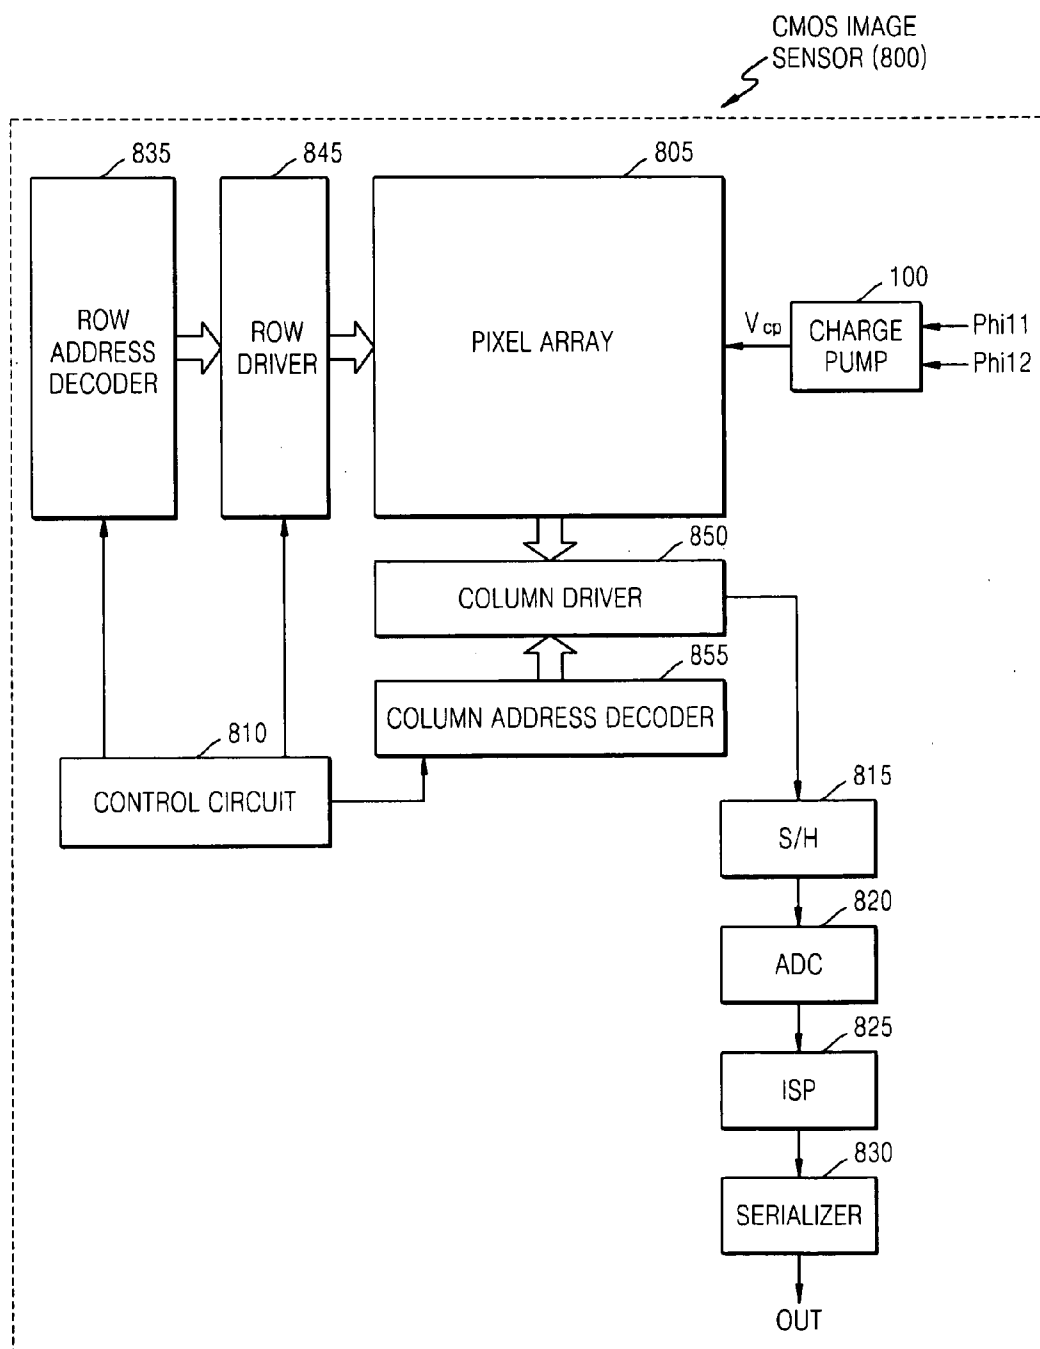 CMOS IMAGE
SENSOR (800)
835
845
805
ROW
ADDRESS
DECODER
ROW
DRIVER
PIXEL ARRAY
Vcp
100
CHARGE
PUMP
Phi11
Phi12
850
COLUMN DRIVER
855
COLUMN ADDRESS DECODER
810
CONTROL CIRCUIT
815
S/H
820
ADC
825
ISP
830
SERIALIZER
OUT